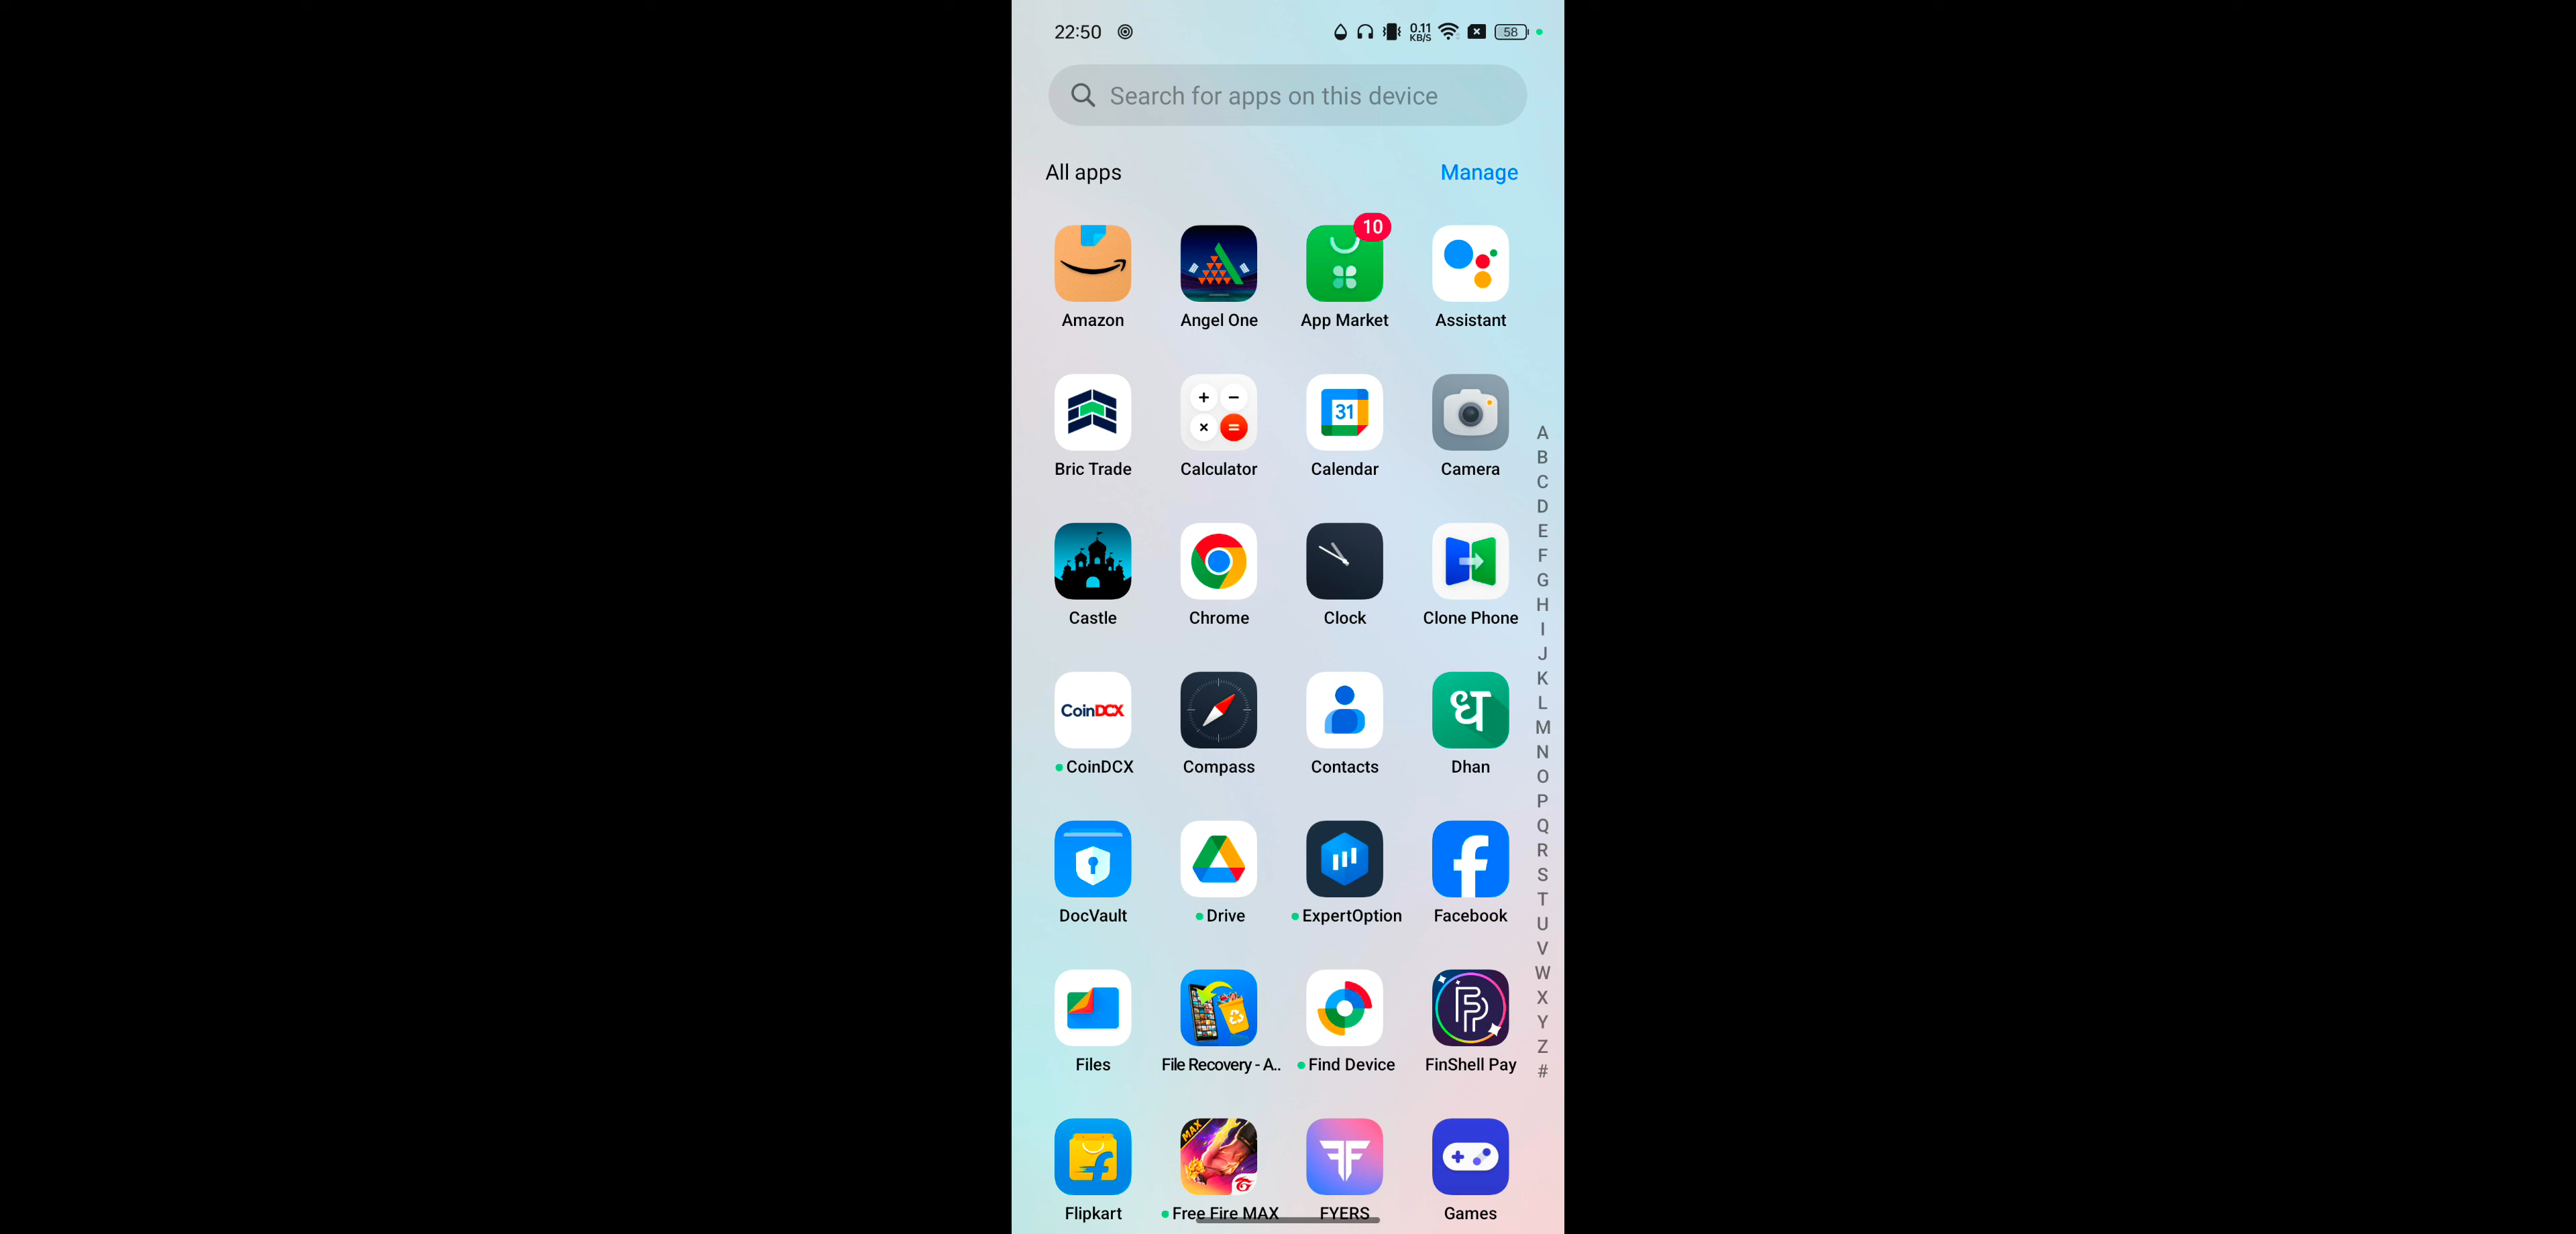 22:50
0.11
KB/S
58
Search for apps on this device
All apps
Manage
10
Amazon
Angel One
App Market
Assistant
31
Bric Trade
Calculator
Calendar
Camera
Castle
Chrome
Clock
Clone Phone
CoinDCX
ध
CoinDCX
Compass
Contacts
Dhan
DocVault
Drive
ExpertOption
Facebook
Files
File Recovery - A..
Find Device
FinShell Pay
MAX
Flipkart
Free Fire MAX
FYERS
Games
A
B
C
D
E
F
G
H
I
J
K
L
M
N
O
P
Q
R
S
T
U
V
W
X
Y
Z
#